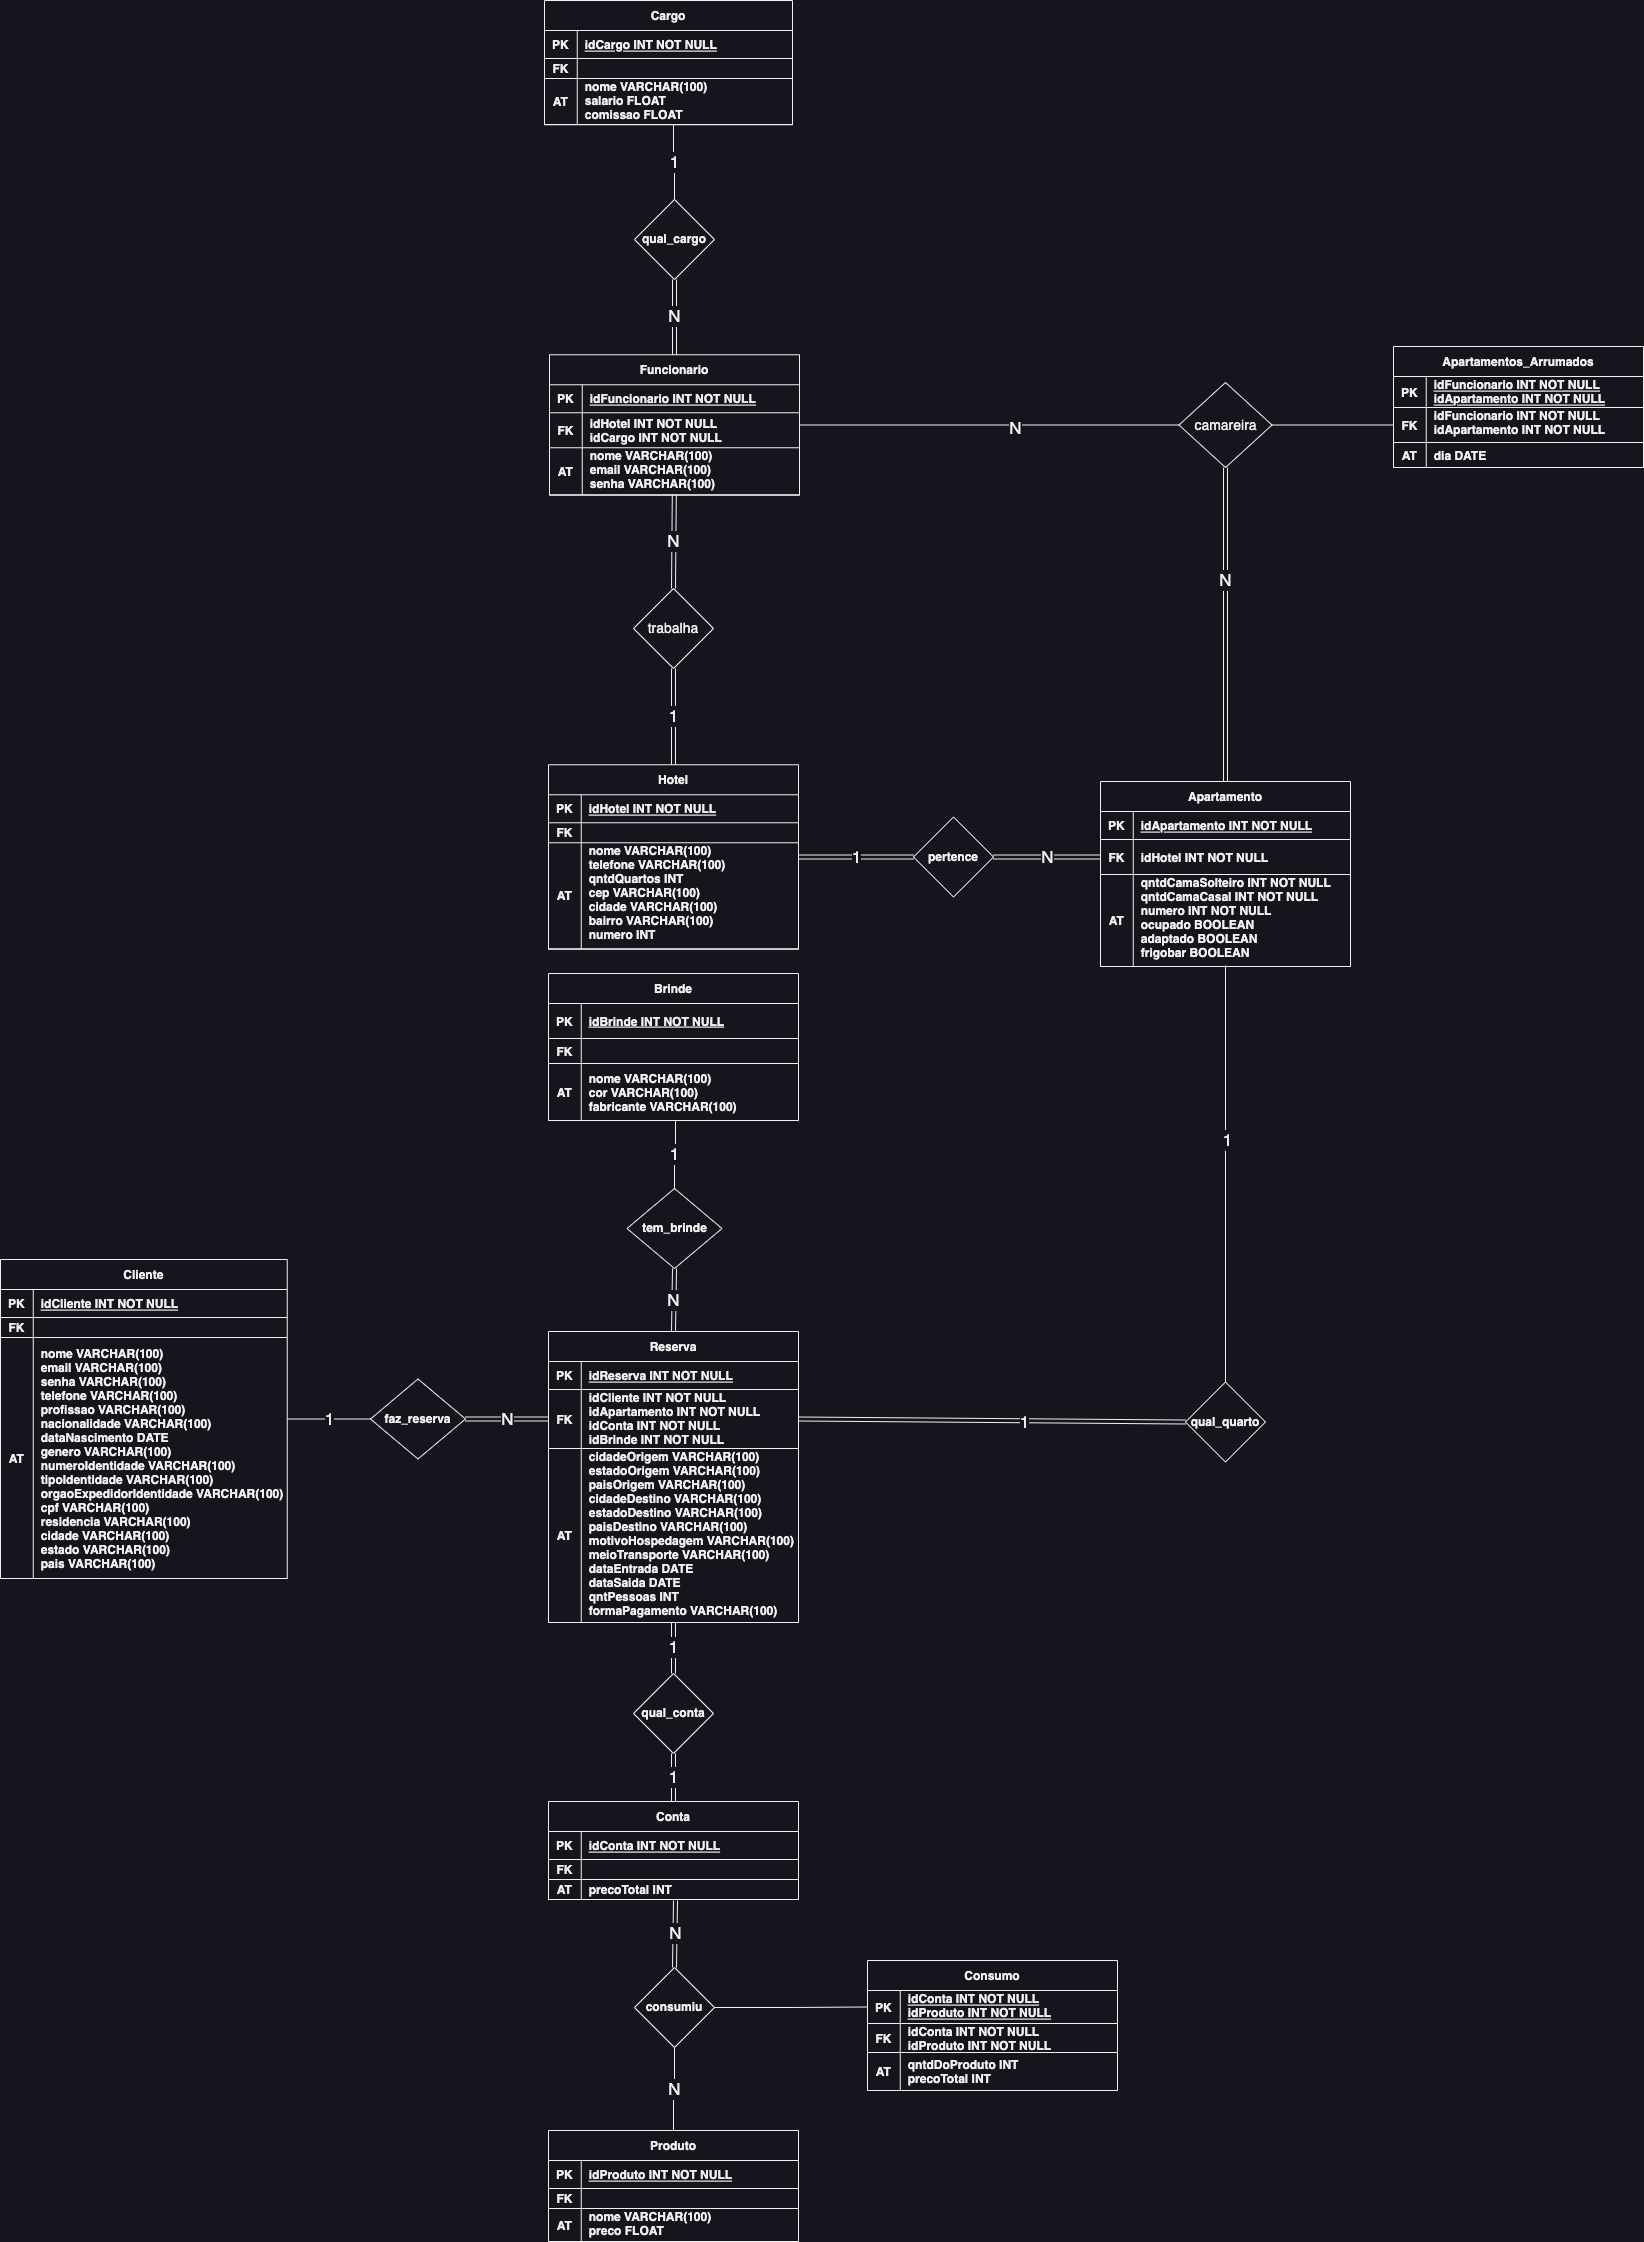 Cargo
PK
idCargo INT NOT NULL
FK
AT
nome VARCHAR(100)
salario FLOAT
comissao FLOAT
1
qual_cargo
N
Funcionario
PK
idFuncionario INT NOT NULL
FK
idHotel INT NOT NULL
idCargo INT NOT NULL
AT
nome VARCHAR(100)
email VARCHAR(100)
senha VARCHAR(100)
N
camareira
Apartamentos_Arrumados
PK
idFuncionario INT NOT NULL
idApartamento INT NOT NULL
FK
idFuncionario INT NOT NULL
idApartamento INT NOT NULL
AT
dia DATE
N
trabalha
1
N
Hotel
PK
idHotel INT NOT NULL
FK
AT
nome VARCHAR(100)
telefone VARCHAR(100)
qntdQuartos INT
cep VARCHAR(100)
cidade VARCHAR(100)
bairro VARCHAR(100)
numero INT
1
pertence
N
Apartamento
PK
idApartamento INT NOT NULL
FK
idHotel INT NOT NULL
AT
qntdCamaSolteiro INT NOT NULL
qntdCamaCasal INT NOT NULL
numero INT NOT NULL
ocupado BOOLEAN
adaptado BOOLEAN
frigobar BOOLEAN
Brinde
PK
idBrinde INT NOT NULL
FK
AT
nome VARCHAR(100)
cor VARCHAR(100)
fabricante VARCHAR(100)
1
1
tem_brinde
N
Cliente
PK
idCliente INT NOT NULL
FK
AT
nome VARCHAR(100)
email VARCHAR(100)
senha VARCHAR(100)
telefone VARCHAR(100)
profissao VARCHAR(100)
nacionalidade VARCHAR(100)
dataNascimento DATE
genero VARCHAR(100)
numeroIdentidade VARCHAR(100)
tipoIdentidade VARCHAR(100)
orgaoExpedidorIdentidade VARCHAR(100)
cpf VARCHAR(100)
residencia VARCHAR(100)
cidade VARCHAR(100)
estado VARCHAR(100)
pais VARCHAR(100)
1
faz_reserva
N
Reserva
PK
idReserva INT NOT NULL
FK
idCliente INT NOT NULL
idApartamento INT NOT NULL
idConta INT NOT NULL
idBrinde INT NOT NULL
AT
cidadeOrigem VARCHAR(100)
estadoOrigem VARCHAR(100)
paisOrigem VARCHAR(100)
cidadeDestino VARCHAR(100)
estadoDestino VARCHAR(100)
paisDestino VARCHAR(100)
motivoHospedagem VARCHAR(100)
meioTransporte VARCHAR(100)
dataEntrada DATE
dataSaida DATE
qntPessoas INT
formaPagamento VARCHAR(100)
1
qual_quarto
1
qual_conta
1
Conta
PK
idConta INT NOT NULL
FK
AT
precoTotal INT
N
consumiu
Consumo
PK
idConta INT NOT NULL
idProduto INT NOT NULL
FK
idConta INT NOT NULL
idProduto INT NOT NULL
AT
qntdDoProduto INT
precoTotal INT
N
Produto
PK
idProduto INT NOT NULL
FK
AT
nome VARCHAR(100)
preco FLOAT